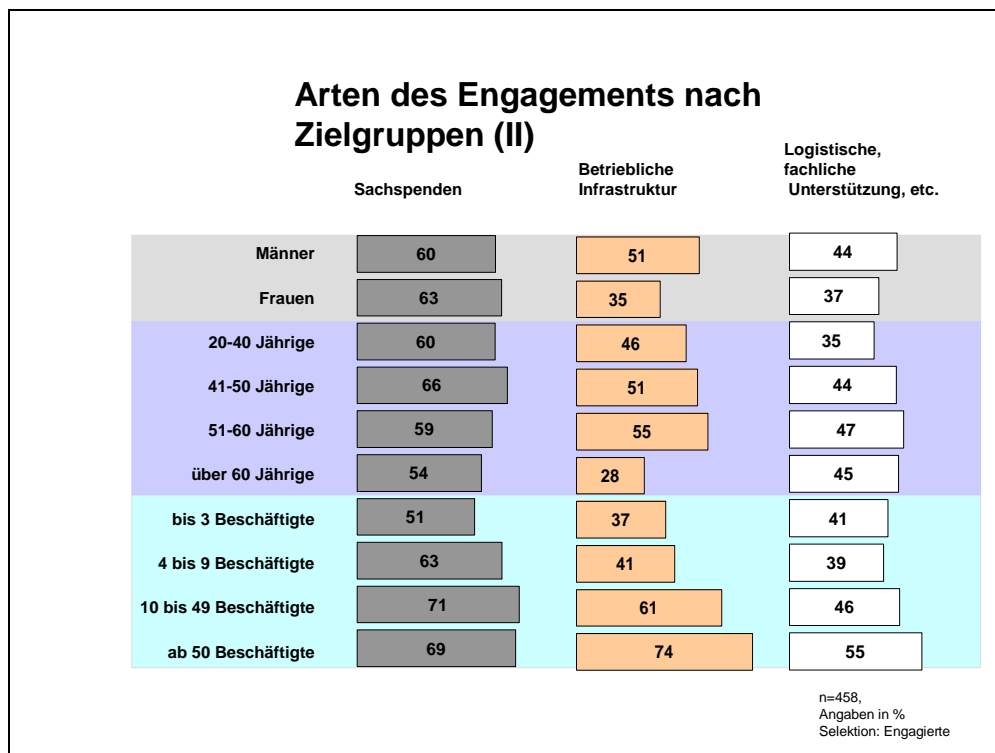 Arten des Engagements nach
Zielgruppen (II)
Sachspenden
Betriebliche
Infrastruktur
Logistische,
fachliche
Unterstützung, etc.
Männer 60 51 44
Frauen 63 35 37
20-40 Jährige 60 46 35
41-50 Jährige 66 51 44
51-60 Jährige 59 55 47
über 60 Jährige 54 28 45
bis 3 Beschäftigte 51 37 41
4 bis 9 Beschäftigte 63 41 39
10 bis 49 Beschäftigte 71 61 46
ab 50 Beschäftigte 69 74 55
n=458,
Angaben in %
Selektion: Engagierte